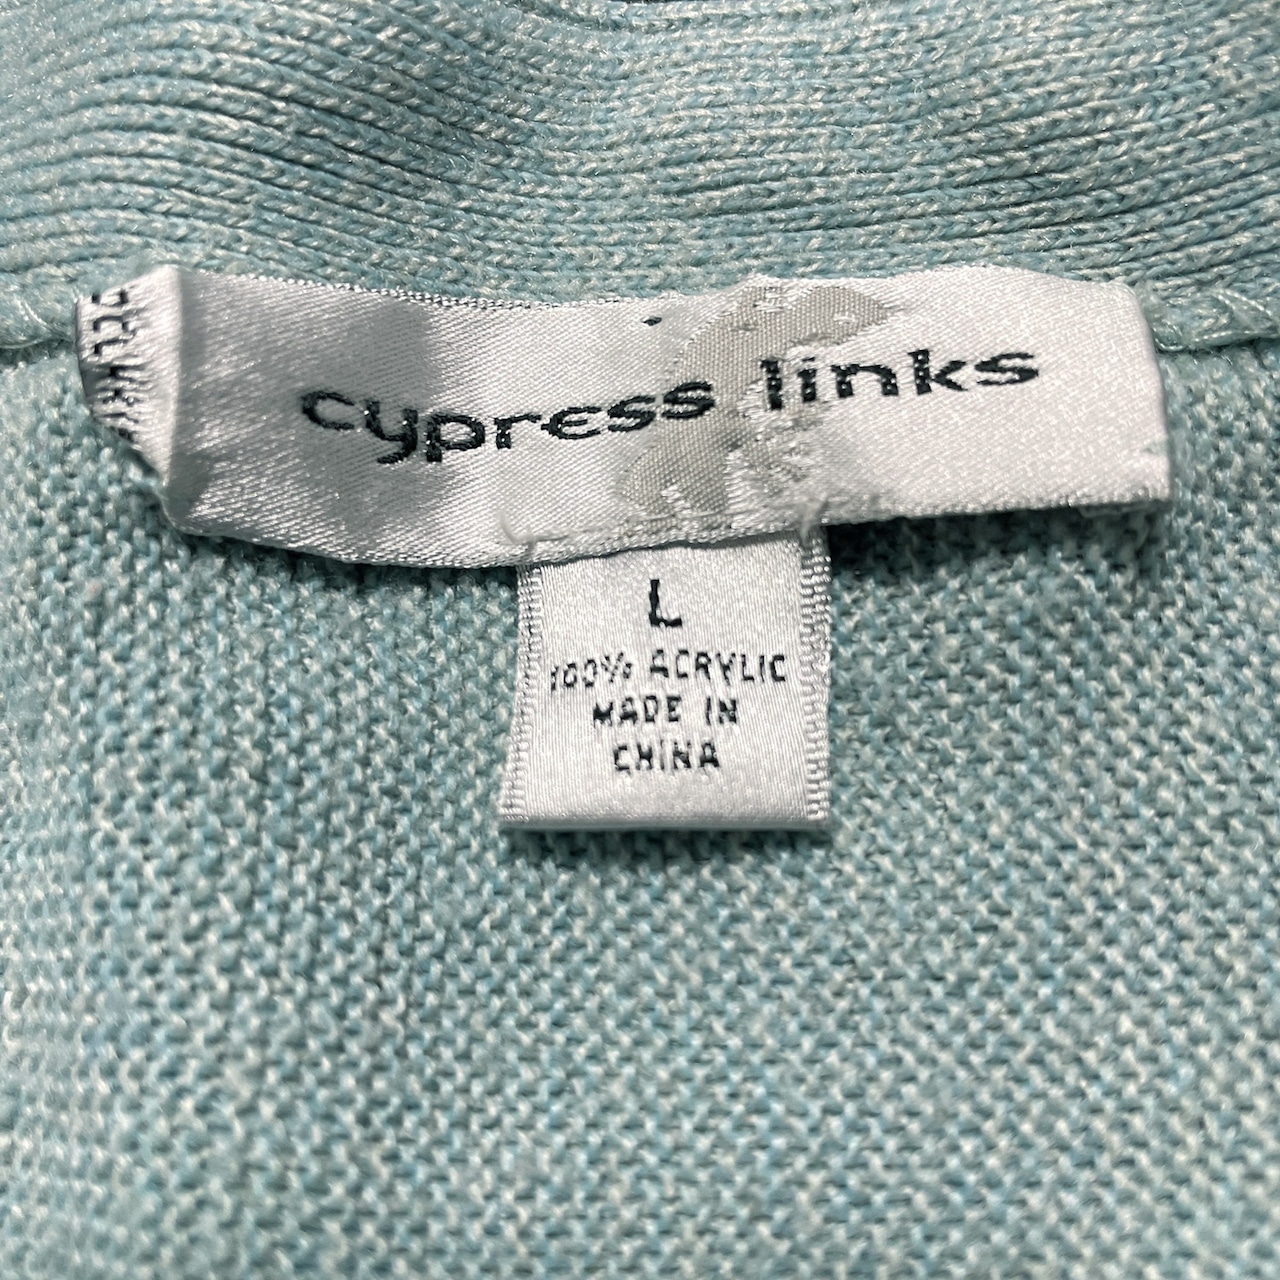 cypress links
L
100% ACRYLIC
MADE IN
CHINA